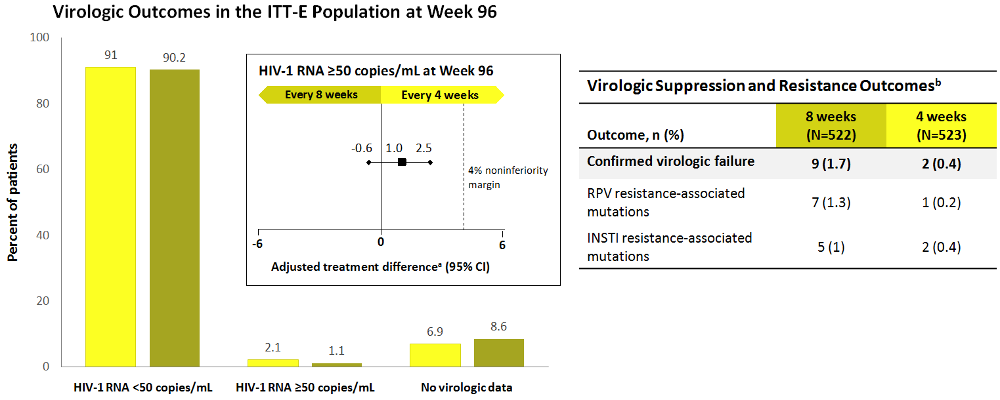 Virologic Outcomes in the ITT-E Population at Week 96
Percent of patients
100
80
60
40
20
0
91
90.2
2.1
1.1
6.9
8.6
HIV-1 RNA <50 copies/mL
HIV-1 RNA ≥50 copies/mL
No virologic data
HIV-1 RNA ≥50 copies/mL at Week 96
Every 8 weeks
Every 4 weeks
-0.6 1.0 2.5
4% noninferiority
margin
-6 0 6
Adjusted treatment differenceᵃ (95% CI)
Virologic Suppression and Resistance Outcomesᵇ
Outcome, n (%)
8 weeks
(N=522)
4 weeks
(N=523)
Confirmed virologic failure 9 (1.7) 2 (0.4)
RPV resistance-associated
mutations
7 (1.3) 1 (0.2)
INSTI resistance-associated
mutations
5 (1) 2 (0.4)